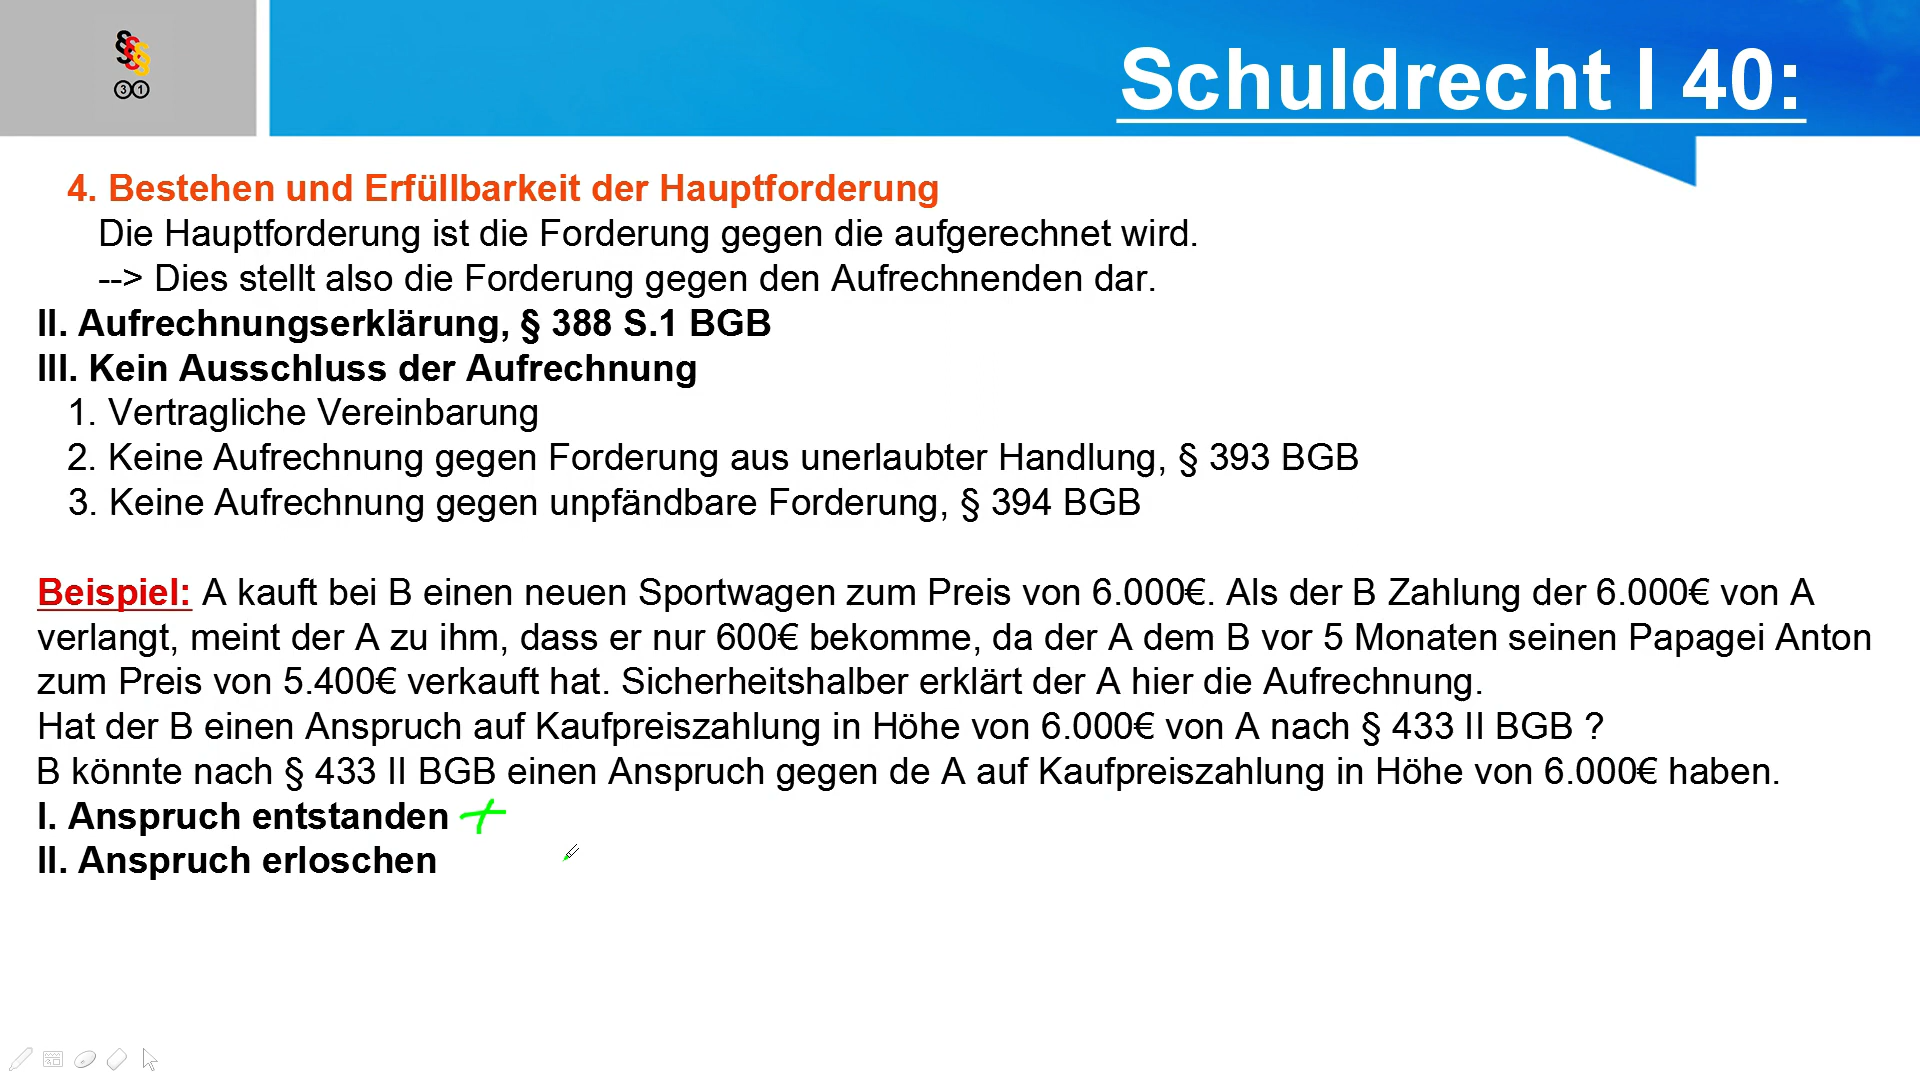 §§§
31
Schuldrecht I 40:
4. Bestehen und Erfüllbarkeit der Hauptforderung
Die Hauptforderung ist die Forderung gegen die aufgerechnet wird.
--> Dies stellt also die Forderung gegen den Aufrechnenden dar.
II. Aufrechnungserklärung, § 388 S.1 BGB
III. Kein Ausschluss der Aufrechnung
1. Vertragliche Vereinbarung
2. Keine Aufrechnung gegen Forderung aus unerlaubter Handlung, § 393 BGB
3. Keine Aufrechnung gegen unpfändbare Forderung, § 394 BGB
Beispiel: A kauft bei B einen neuen Sportwagen zum Preis von 6.000€. Als der B Zahlung der 6.000€ von A
verlangt, meint der A zu ihm, dass er nur 600€ bekomme, da der A dem B vor 5 Monaten seinen Papagei Anton
zum Preis von 5.400€ verkauft hat. Sicherheitshalber erklärt der A hier die Aufrechnung.
Hat der B einen Anspruch auf Kaufpreiszahlung in Höhe von 6.000€ von A nach § 433 II BGB ?
B könnte nach § 433 II BGB einen Anspruch gegen de A auf Kaufpreiszahlung in Höhe von 6.000€ haben.
I. Anspruch entstanden +
II. Anspruch erloschen